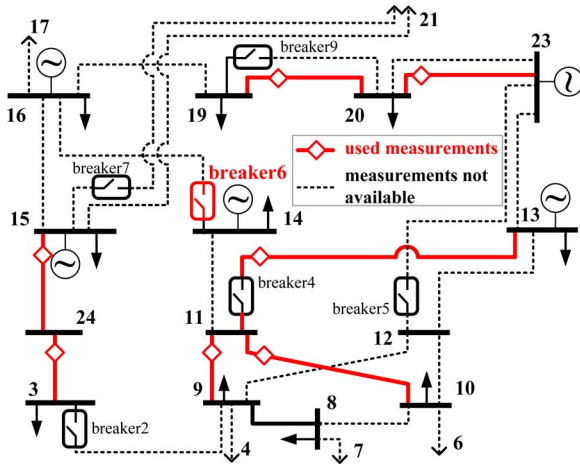 21
17
breaker9
23
16
19
20
used measurements
measurements not
available
breaker7
breaker6
15
14
13
breaker4
breaker5
24
11
12
3
9
8
10
breaker2
4
7
6